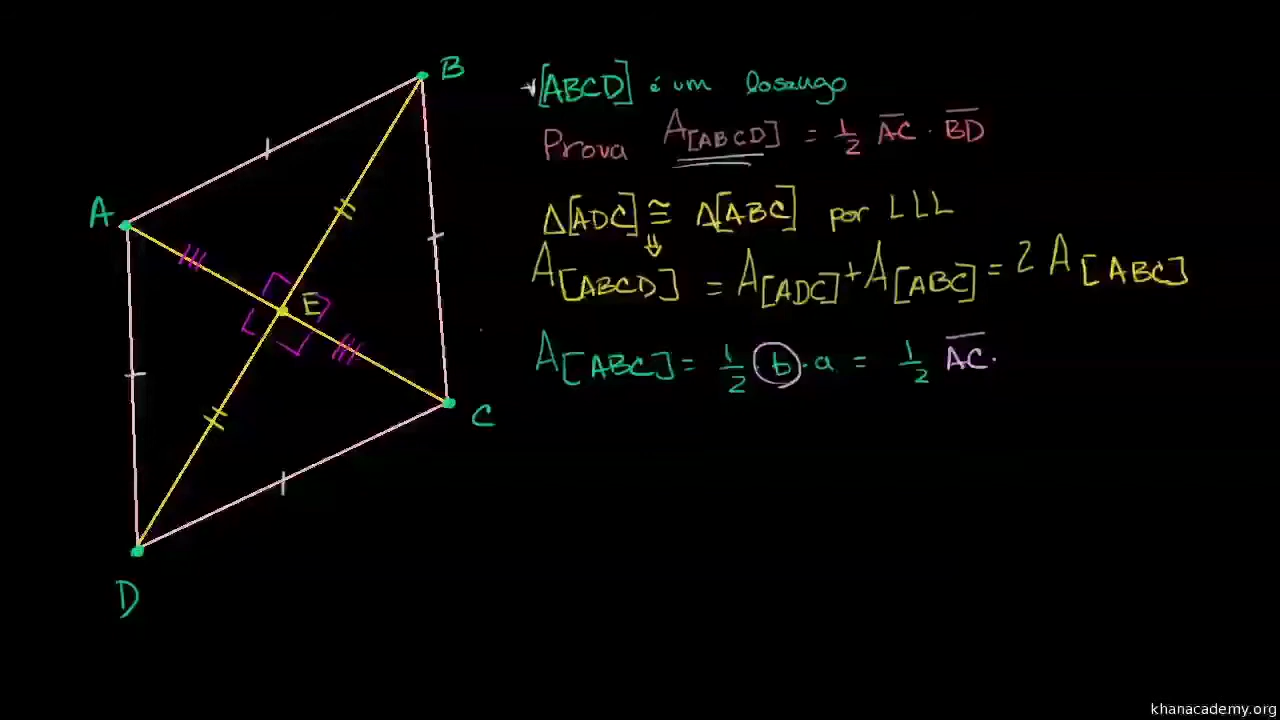 B
[ABCD] é um losango
Prova A[ABCD] = 1/2 AC · BD
A
Δ[ADC] ≅ Δ[ABC] por LLL
⇓
A[ABCD] = A[ADC] + A[ABC] = 2 A[ABC]
E
A[ABC] = 1/2 · b · a = 1/2 AC ·
C
D
khanacademy.org